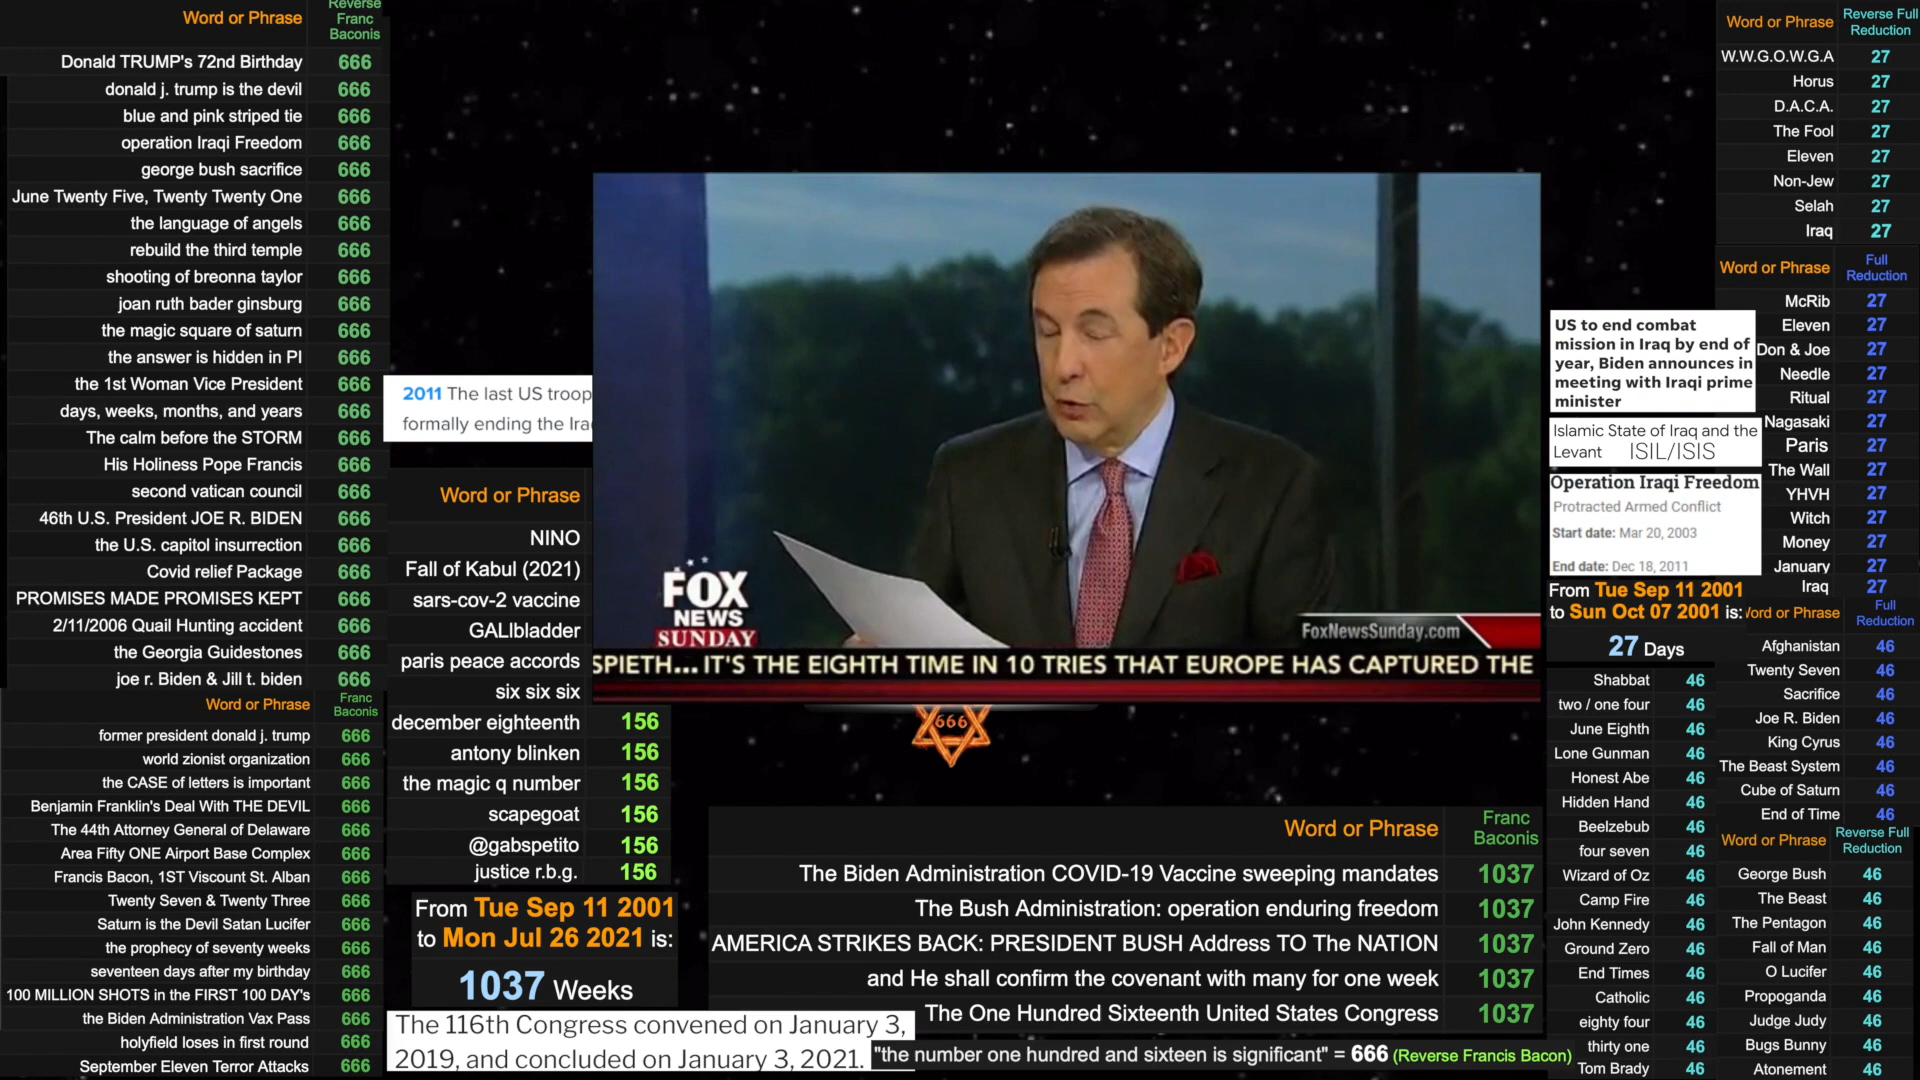 Word or Phrase Reverse Franc Baconis
Donald TRUMP's 72nd Birthday 666
donald j. trump is the devil 666
blue and pink striped tie 666
operation Iraqi Freedom 666
george bush sacrifice 666
June Twenty Five, Twenty Twenty One 666
the language of angels 666
rebuild the third temple 666
shooting of breonna taylor 666
joan ruth bader ginsburg 666
the magic square of saturn 666
the answer is hidden in PI 666
the 1st Woman Vice President 666
days, weeks, months, and years 666
The calm before the STORM 666
His Holiness Pope Francis 666
second vatican council 666
46th U.S. President JOE R. BIDEN 666
the U.S. capitol insurrection 666
Covid relief Package 666
PROMISES MADE PROMISES KEPT 666
2/11/2006 Quail Hunting accident 666
the Georgia Guidestones 666
joe r. Biden & Jill t. biden 666
Word or Phrase Franc Baconis
former president donald j. trump 666
world zionist organization 666
the CASE of letters is important 666
Benjamin Franklin's Deal With THE DEVIL 666
The 44th Attorney General of Delaware 666
Area Fifty ONE Airport Base Complex 666
Francis Bacon, 1ST Viscount St. Alban 666
Twenty Seven & Twenty Three 666
Saturn is the Devil Satan Lucifer 666
the prophecy of seventy weeks 666
seventeen days after my birthday 666
100 MILLION SHOTS in the FIRST 100 DAY's 666
the Biden Administration Vax Pass 666
holyfield loses in first round 666
September Eleven Terror Attacks 666
2011 The last US troop
formally ending the Ira
Word or Phrase
NINO
Fall of Kabul (2021)
sars-cov-2 vaccine
GALlbladder
paris peace accords
six six six
december eighteenth 156
antony blinken 156
the magic q number 156
scapegoat 156
@gabspetito 156
justice r.b.g. 156
From Tue Sep 11 2001
to Mon Jul 26 2021 is:
1037 Weeks
The 116th Congress convened on January 3,
2019, and concluded on January 3, 2021.
FOX
NEWS
SUNDAY
FoxNewsSunday.com
SPIETH... IT'S THE EIGHTH TIME IN 10 TRIES THAT EUROPE HAS CAPTURED THE
666
Word or Phrase Franc Baconis
The Biden Administration COVID-19 Vaccine sweeping mandates 1037
The Bush Administration: operation enduring freedom 1037
AMERICA STRIKES BACK: PRESIDENT BUSH Address TO The NATION 1037
and He shall confirm the covenant with many for one week 1037
The One Hundred Sixteenth United States Congress 1037
"the number one hundred and sixteen is significant" = 666 (Reverse Francis Bacon)
US to end combat
mission in Iraq by end of
year, Biden announces in
meeting with Iraqi prime
minister
Islamic State of Iraq and the
Levant ISIL/ISIS
Operation Iraqi Freedom
Protracted Armed Conflict
Start date: Mar 20, 2003
End date: Dec 18, 2011
From Tue Sep 11 2001
to Sun Oct 07 2001 is:
27 Days
Shabbat 46
two / one four 46
June Eighth 46
Lone Gunman 46
Honest Abe 46
Hidden Hand 46
Beelzebub 46
four seven 46
Wizard of Oz 46
Camp Fire 46
John Kennedy 46
Ground Zero 46
End Times 46
Catholic 46
eighty four 46
thirty one 46
Tom Brady 46
Word or Phrase Reverse Full Reduction
W.W.G.O.W.G.A 27
Horus 27
D.A.C.A. 27
The Fool 27
Eleven 27
Non-Jew 27
Selah 27
Iraq 27
Word or Phrase Full Reduction
McRib 27
Eleven 27
Don & Joe 27
Needle 27
Ritual 27
Nagasaki 27
Paris 27
The Wall 27
YHVH 27
Witch 27
Money 27
January 27
Iraq 27
Word or Phrase Full Reduction
Afghanistan 46
Twenty Seven 46
Sacrifice 46
Joe R. Biden 46
King Cyrus 46
The Beast System 46
Cube of Saturn 46
End of Time 46
Word or Phrase Reverse Full Reduction
George Bush 46
The Beast 46
The Pentagon 46
Fall of Man 46
O Lucifer 46
Propoganda 46
Judge Judy 46
Bugs Bunny 46
Atonement 46